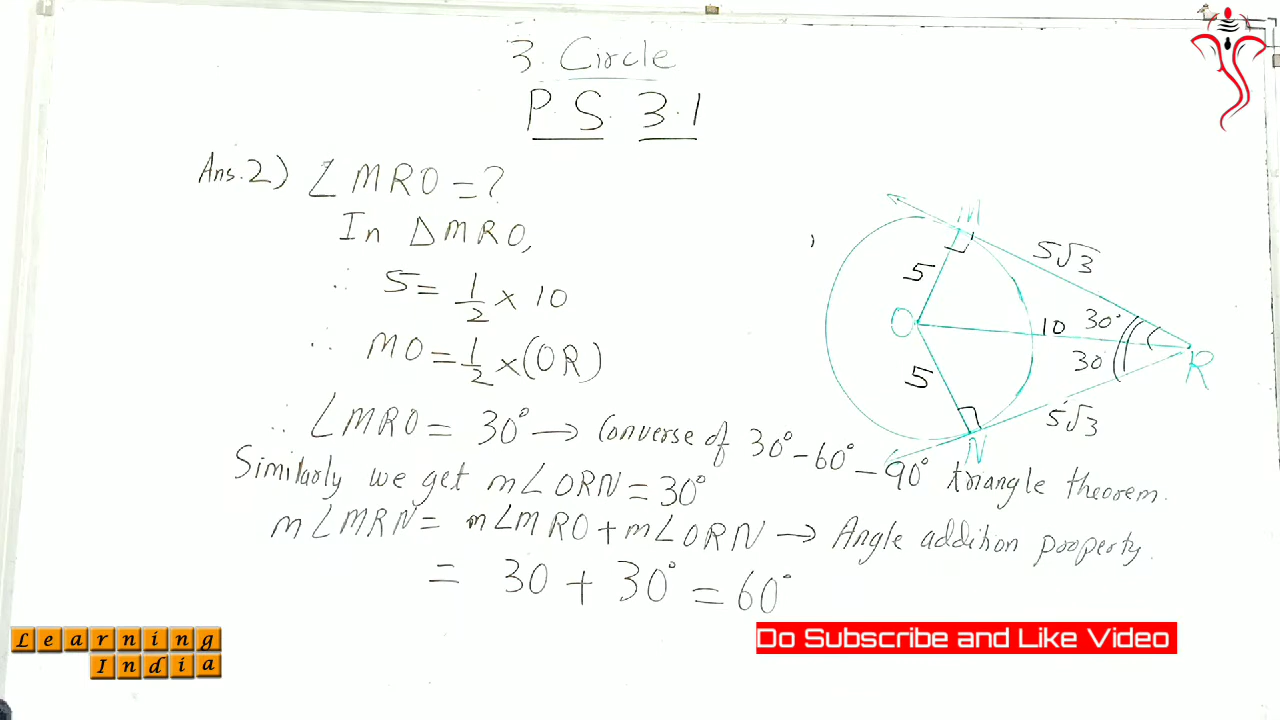 3. Circle
P.S. 3.1
Ans.2) ∠MRO = ?
In ΔMRO,
∴ 5 = 1/2 × 10
∴ MO = 1/2 × (OR)
∴ ∠MRO = 30° → Converse of 30°-60°-90° triangle theorem.
Similarly we get m∠ORN = 30°
m∠MRN = m∠MRO + m∠ORN → Angle addition property.
= 30 + 30° = 60°
M
5
5√3
O
10
30°
30
R
5
5√3
N
Learning
India
Do Subscribe and Like Video